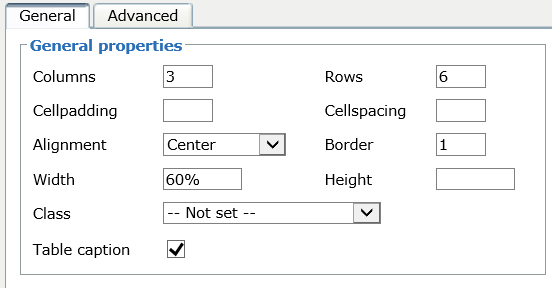 General Advanced
General properties
Columns 3 Rows 6
Cellpadding Cellspacing
Alignment Center Border 1
Width 60% Height
Class -- Not set --
Table caption